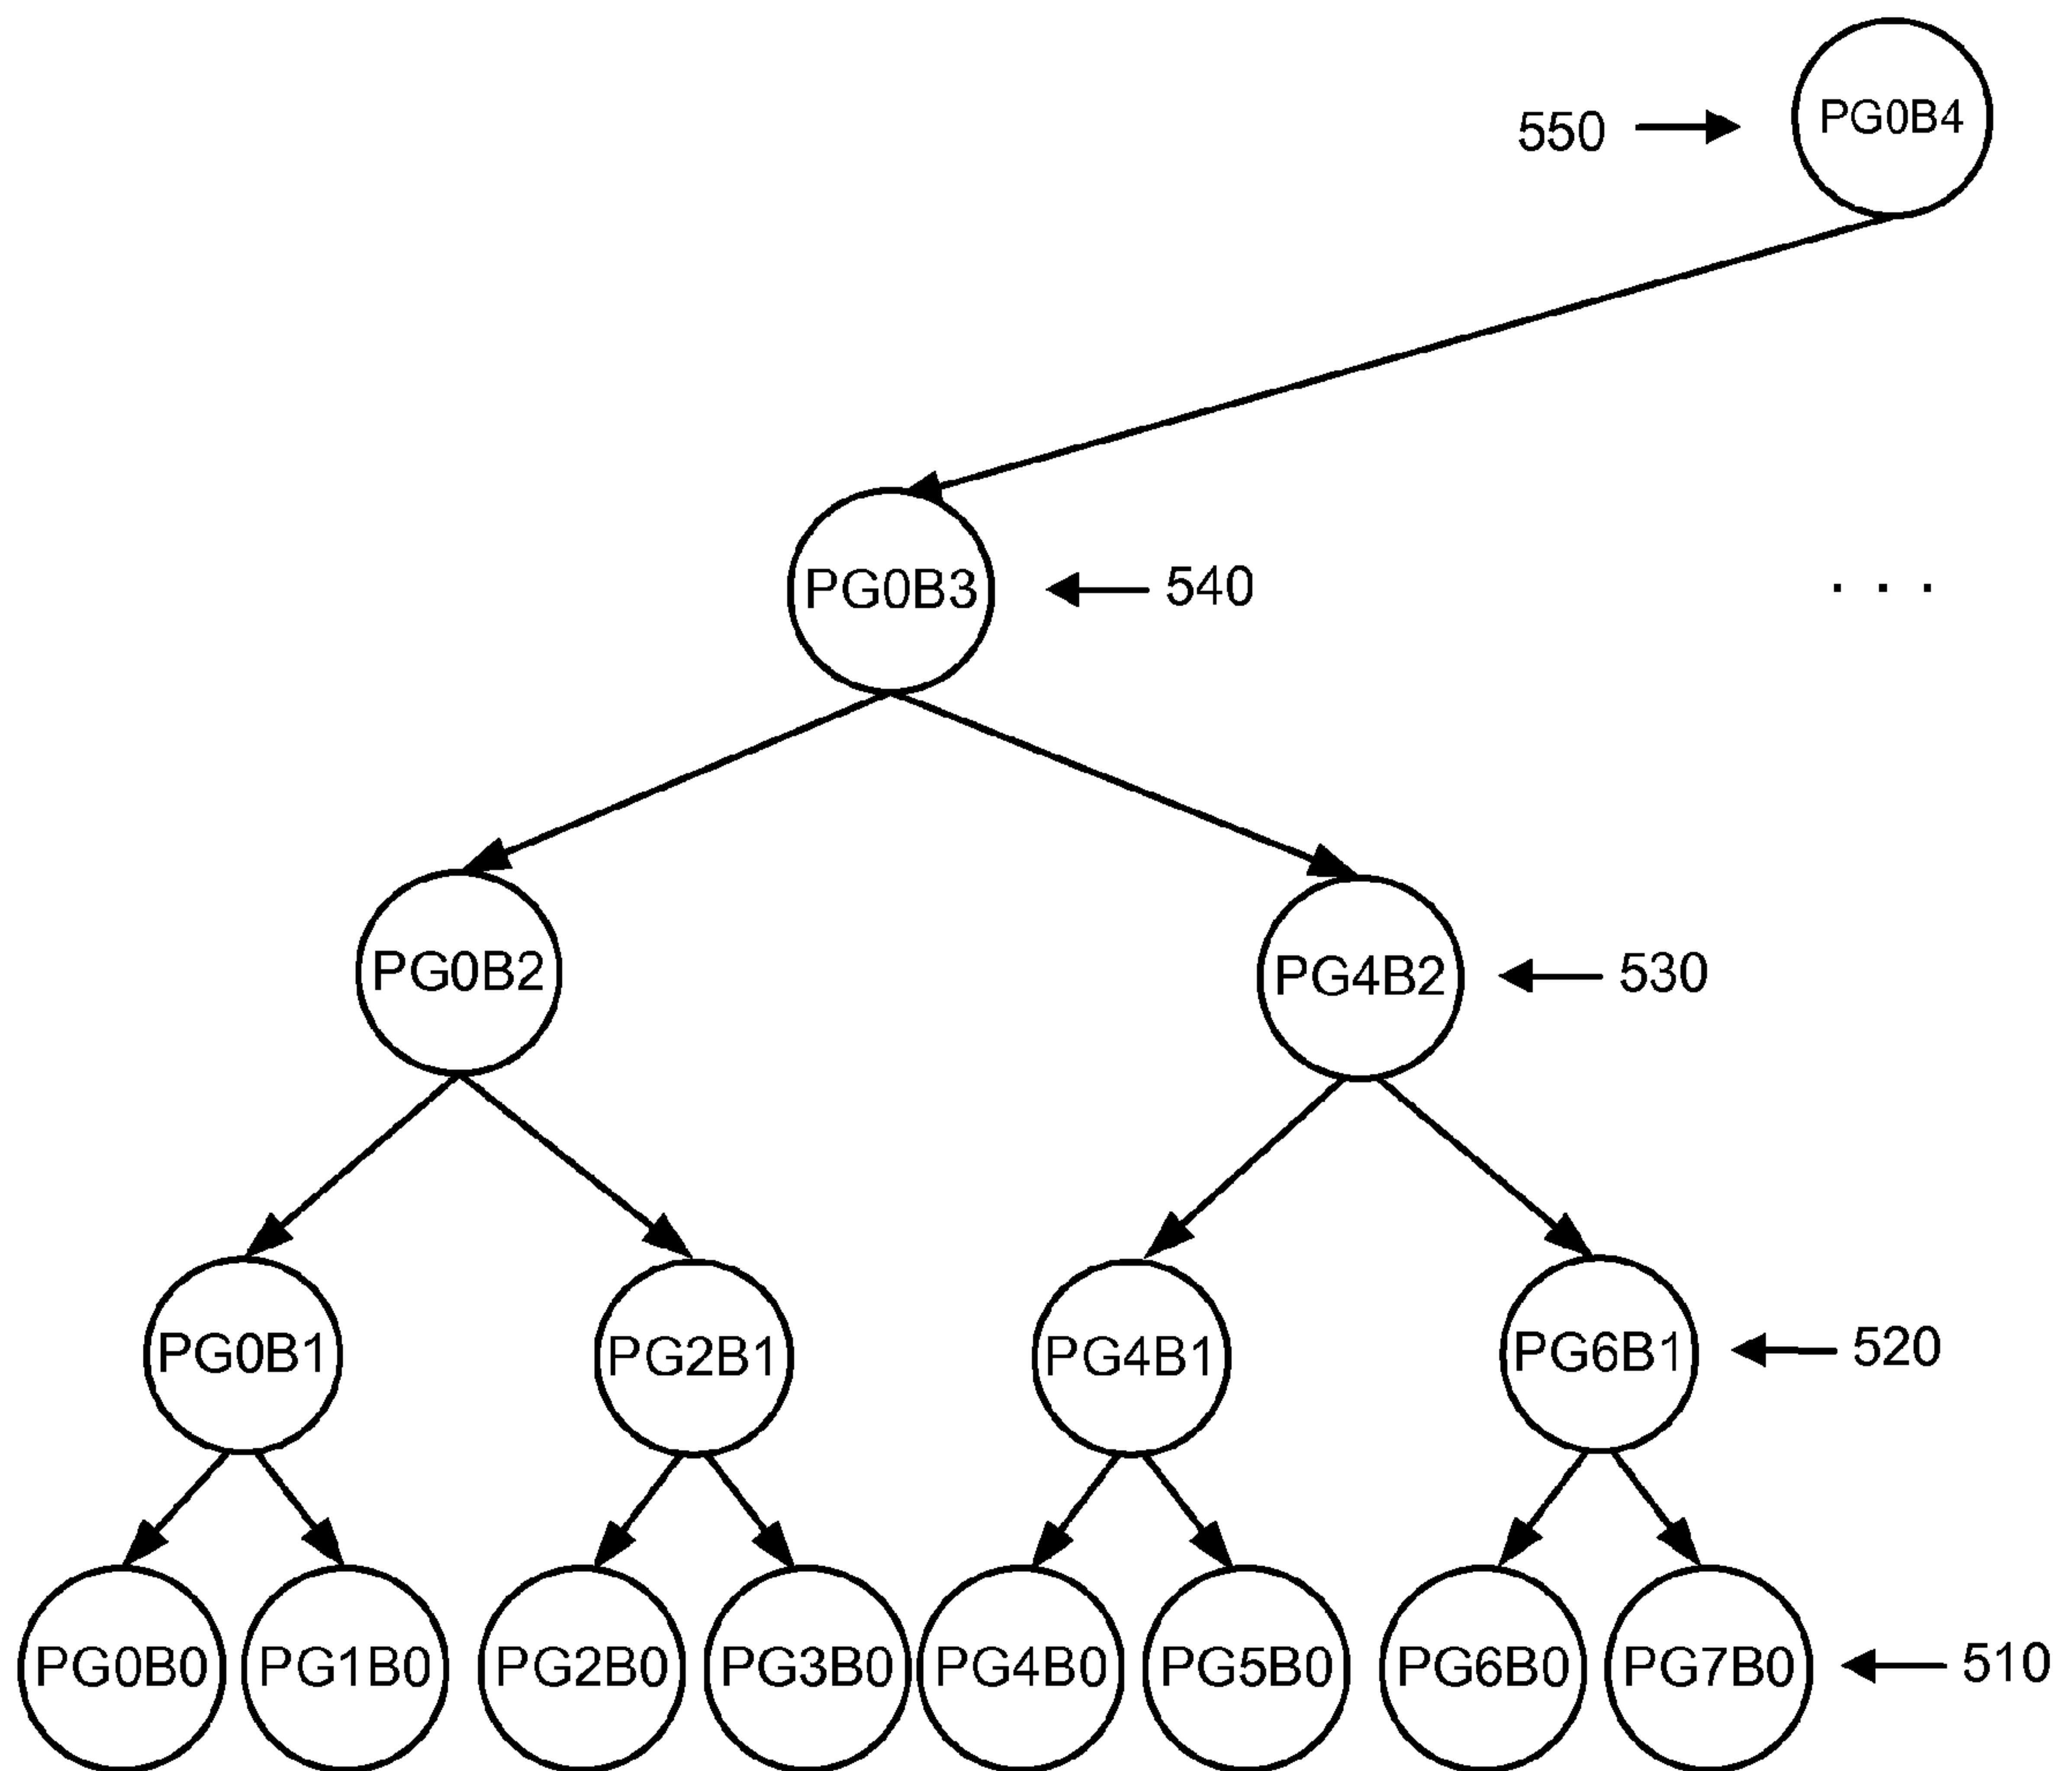 550 PG0B4
PG0B3 540 . . .
PG0B2 PG4B2 530
PG0B1 PG2B1 PG4B1 PG6B1 520
PG0B0 PG1B0 PG2B0 PG3B0 PG4B0 PG5B0 PG6B0 PG7B0 510